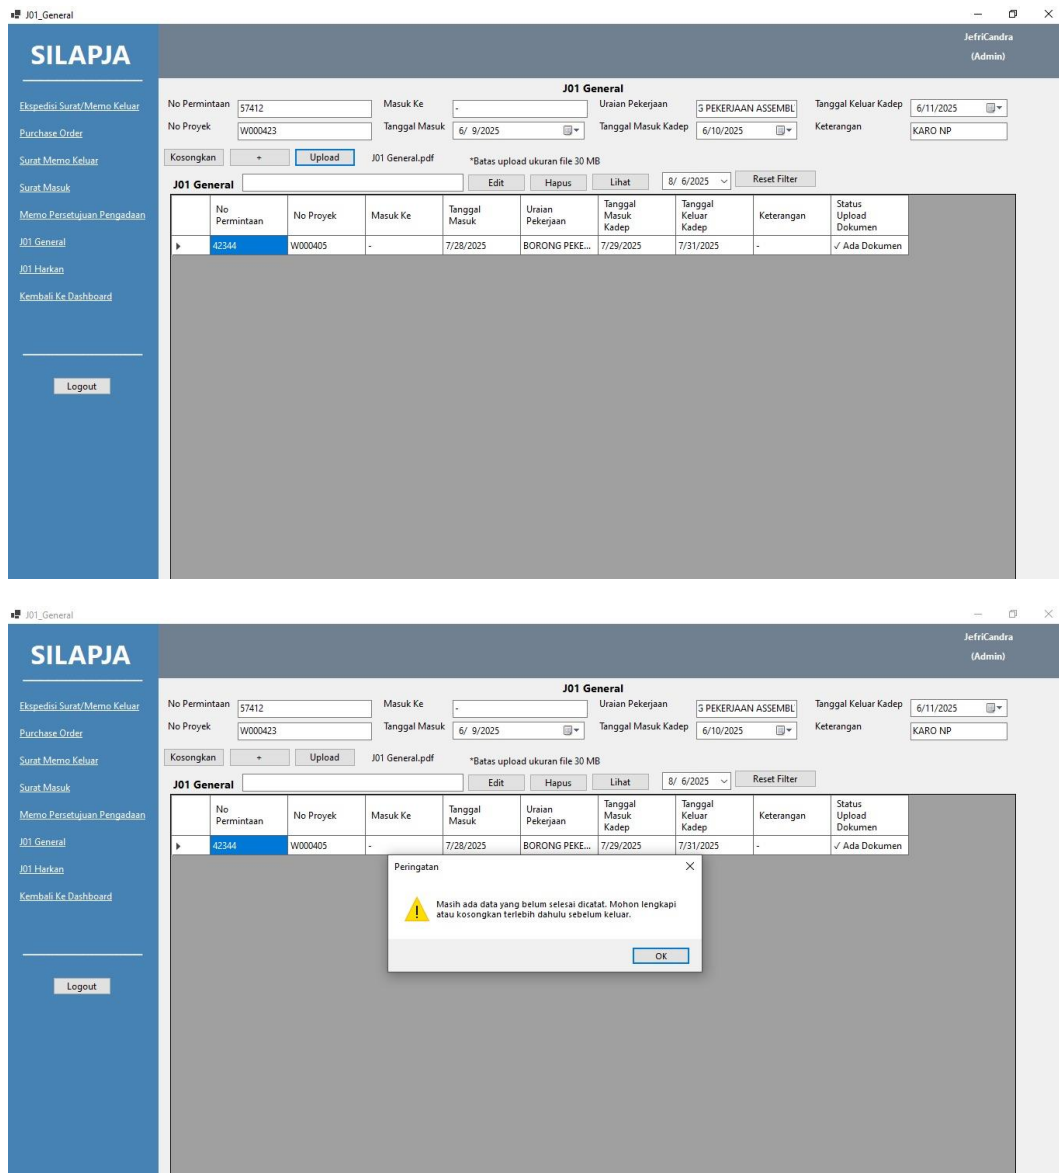 J01_General
SILAPJA
JefriCandra
(Admin)
Ekspedisi Surat/Memo Keluar
Purchase Order
Surat Memo Keluar
Surat Masuk
Memo Persetujuan Pengadaan
J01 General
J01 Harkan
Kembali Ke Dashboard
Logout
J01 General
No Permintaan 57412 Masuk Ke - Uraian Pekerjaan G PEKERJAAN ASSEMBL Tanggal Keluar Kadep 6/11/2025
No Proyek W000423 Tanggal Masuk 6/ 9/2025 Tanggal Masuk Kadep 6/10/2025 Keterangan KARO NP
Kosongkan + Upload J01 General.pdf *Batas upload ukuran file 30 MB
J01 General Edit Hapus Lihat 8/ 6/2025 Reset Filter
No Permintaan No Proyek Masuk Ke Tanggal Masuk Uraian Pekerjaan Tanggal Masuk Kadep Tanggal Keluar Kadep Keterangan Status Upload Dokumen
42344 W000405 - 7/28/2025 BORONG PEKE... 7/29/2025 7/31/2025 - ✓ Ada Dokumen
J01_General
SILAPJA
JefriCandra
(Admin)
Ekspedisi Surat/Memo Keluar
Purchase Order
Surat Memo Keluar
Surat Masuk
Memo Persetujuan Pengadaan
J01 General
J01 Harkan
Kembali Ke Dashboard
Logout
J01 General
No Permintaan 57412 Masuk Ke - Uraian Pekerjaan G PEKERJAAN ASSEMBL Tanggal Keluar Kadep 6/11/2025
No Proyek W000423 Tanggal Masuk 6/ 9/2025 Tanggal Masuk Kadep 6/10/2025 Keterangan KARO NP
Kosongkan + Upload J01 General.pdf *Batas upload ukuran file 30 MB
J01 General Edit Hapus Lihat 8/ 6/2025 Reset Filter
No Permintaan No Proyek Masuk Ke Tanggal Masuk Uraian Pekerjaan Tanggal Masuk Kadep Tanggal Keluar Kadep Keterangan Status Upload Dokumen
42344 W000405 - 7/28/2025 BORONG PEKE... 7/29/2025 7/31/2025 - ✓ Ada Dokumen
Peringatan
Masih ada data yang belum selesai dicatat. Mohon lengkapi
atau kosongkan terlebih dahulu sebelum keluar.
OK